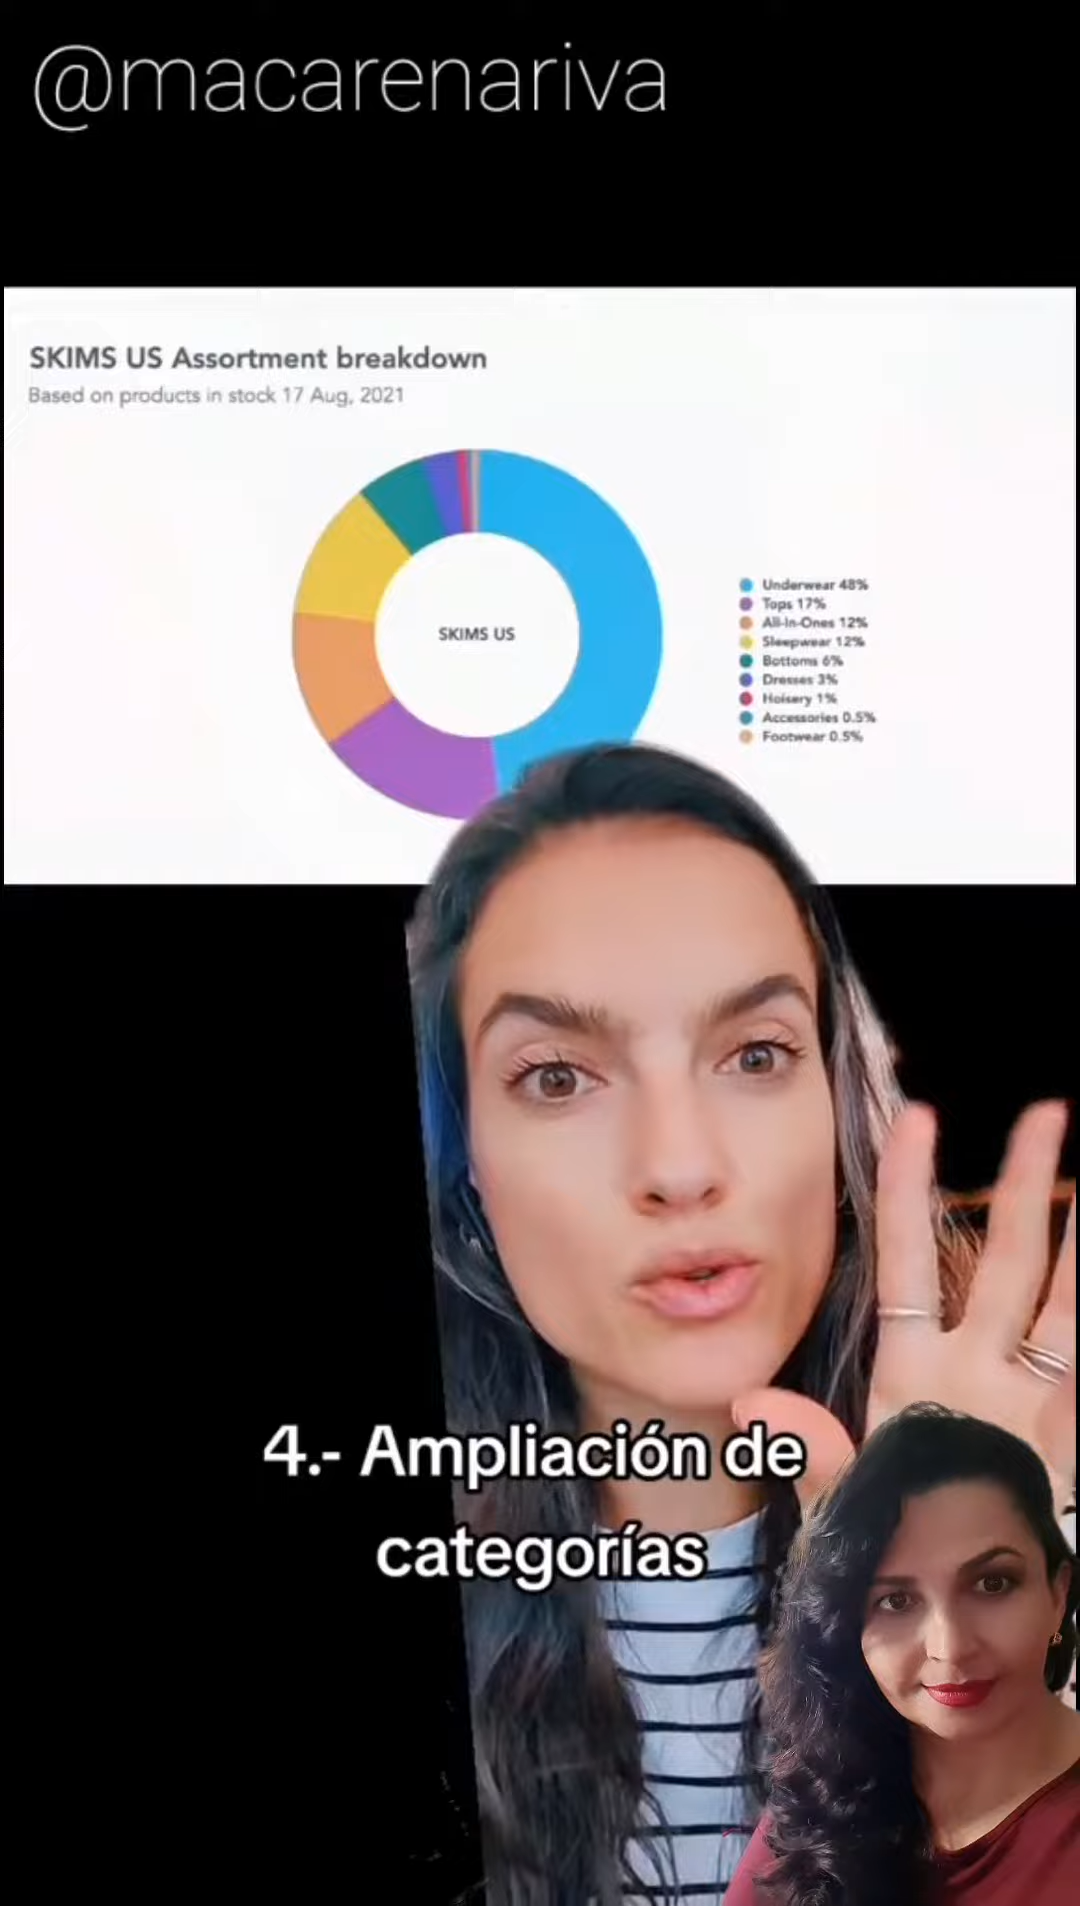 @macarenariva
SKIMS US Assortment breakdown
Based on products in stock 17 Aug, 2021
SKIMS US
Underwear 48%
Tops 17%
All-In-Ones 12%
Sleepwear 12%
Bottoms 6%
Dresses 3%
Hoisery 1%
Accessories 0.5%
Footwear 0.5%
4.- Ampliación de
categorías